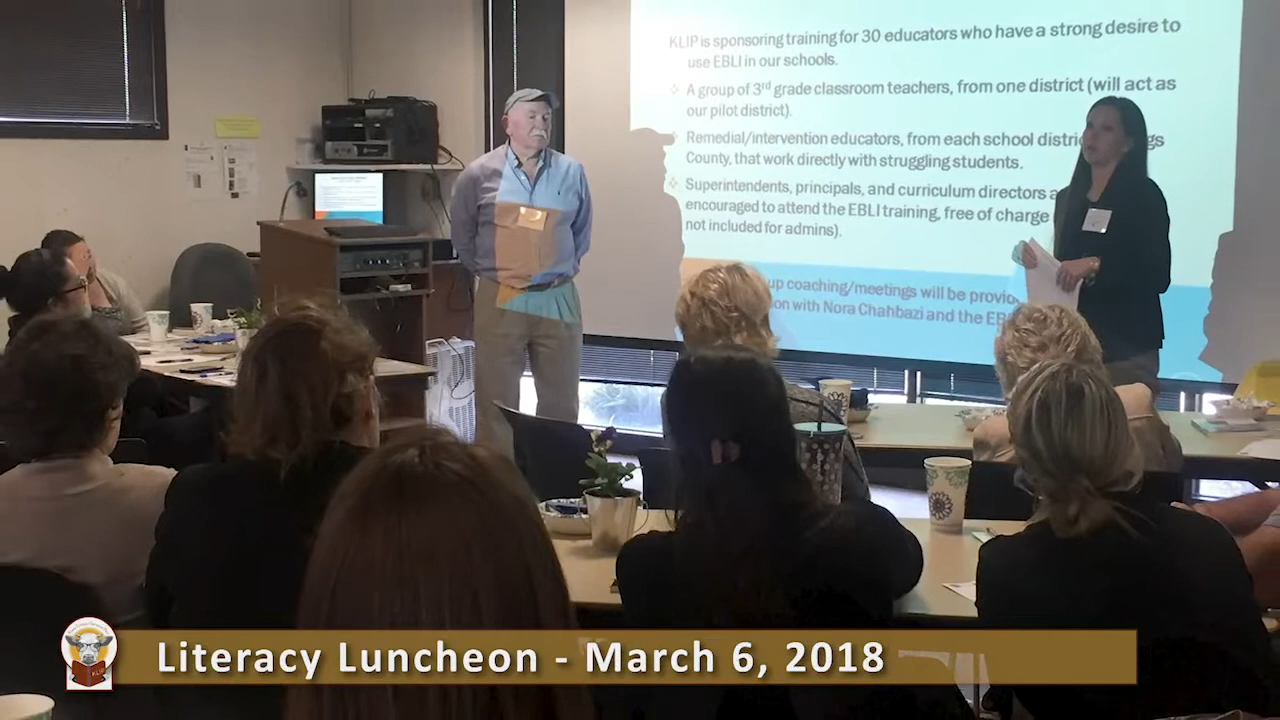 KLIP is sponsoring training for 30 educators who have a strong desire to
use EBLI in our schools.
A group of 3rd grade classroom teachers, from one district (will act as
our pilot district).
Remedial/intervention educators, from each school distri
County, that work directly with struggling students.
Superintendents, principals, and curriculum directors a
encouraged to attend the EBLI training, free of charge
not included for admins).
up coaching/meetings will be provi
on with Nora Chahbazi and the EB
KLIP
Literacy Luncheon - March 6, 2018